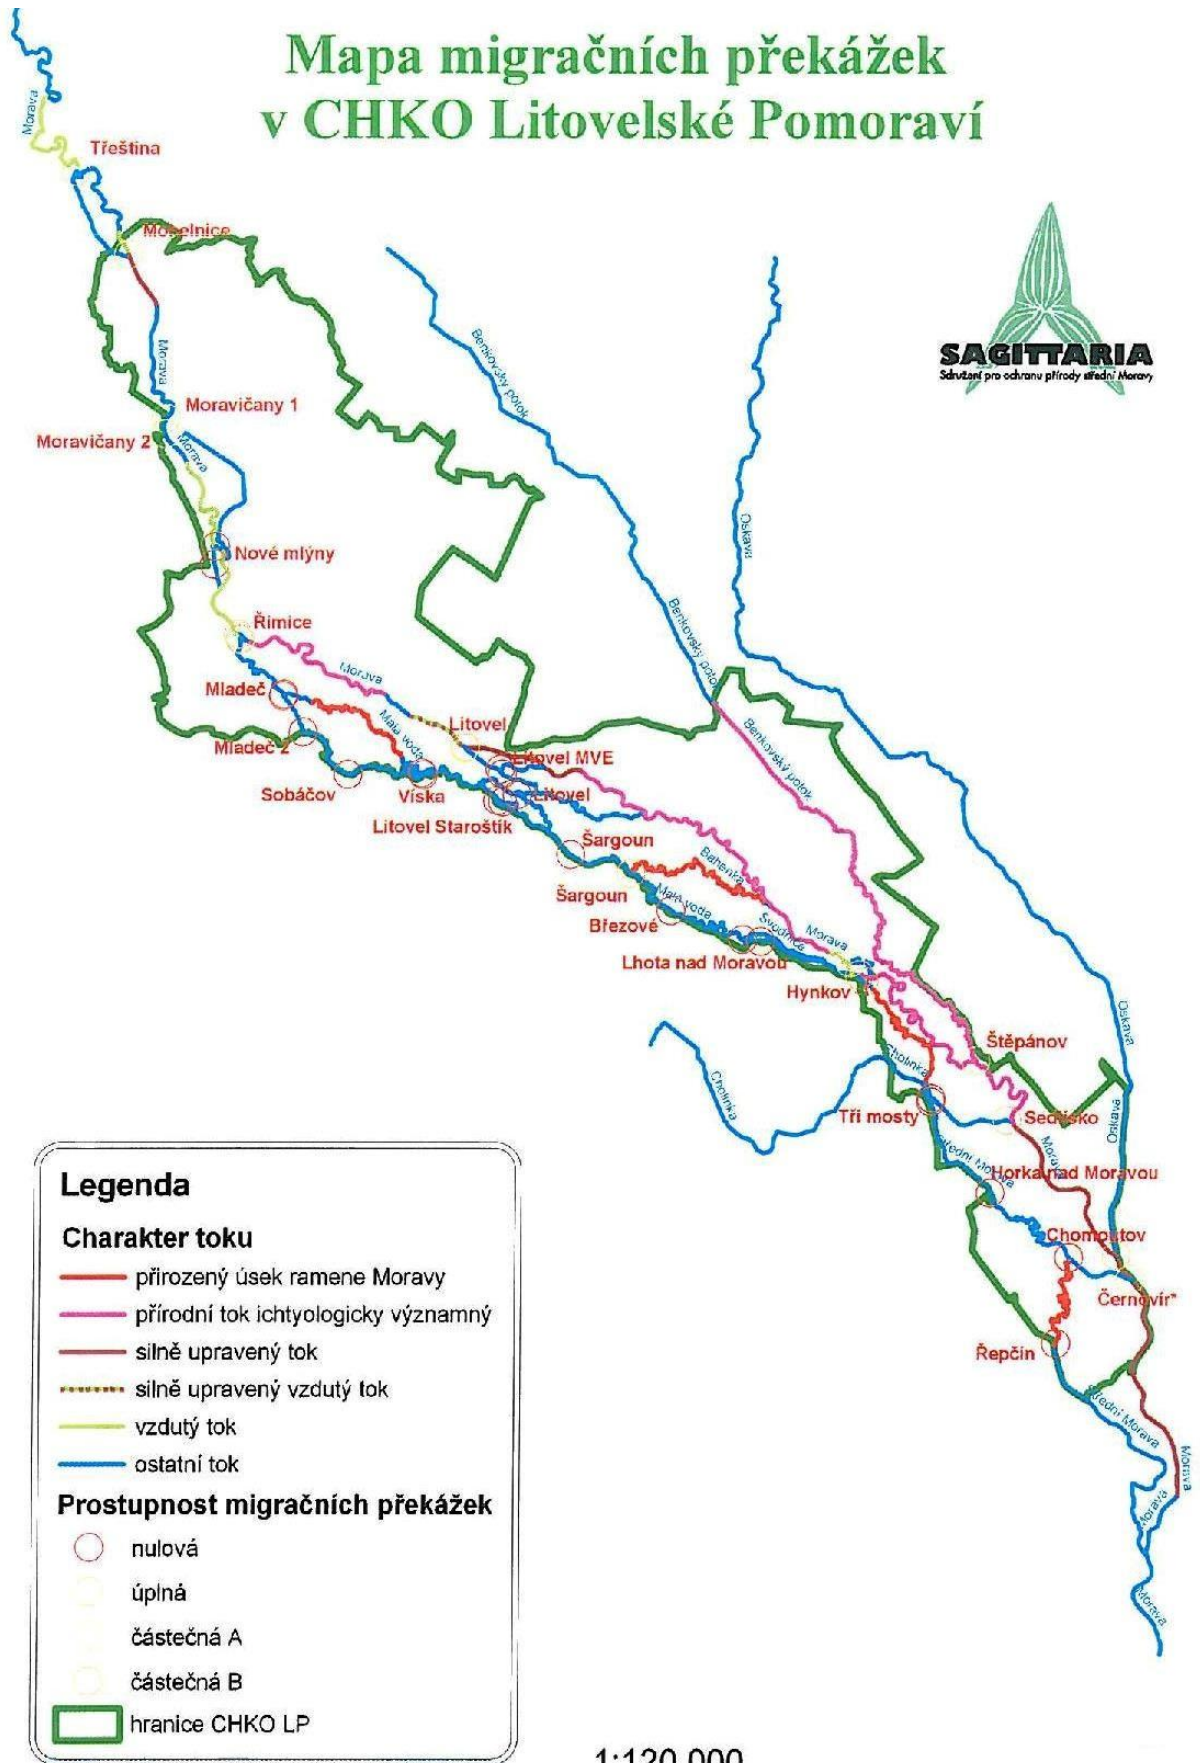 Mapa migračních překážek
v CHKO Litovelské Pomoraví
SAGITTARIA
Sdružení pro ochranu přírody střední Moravy
Morava
Třeština
Mohelnice
Morava
Moravičany 1
Moravičany 2
Morava
Nové mlýny
Řimice
Morava
Mladeč
Malá voda
Mladeč 2
Litovel
Litovel MVE
Sobáčov
Víska
Litovel
Litovel Staroštík
Benkovský potok
Benkovský potok
Benkovský potok
Oskava
Šargoun
Bahenka
Šargoun
Malá voda
Březové
Svodnice
Morava
Lhota nad Moravou
Hynkov
Oskava
Štěpánov
Cholinka
Cholinka
Tři mosty
Sedlisko
Oskava
Morava
Střední Morava
Horka nad Moravou
Chomoutov
Černovír"
Řepčín
Střední Morava
Morava
Morava
Morava
Legenda
Charakter toku
přirozený úsek ramene Moravy
přírodní tok ichtyologicky významný
silně upravený tok
silně upravený vzdutý tok
vzdutý tok
ostatní tok
Prostupnost migračních překážek
nulová
úplná
částečná A
částečná B
hranice CHKO LP
1:120 000